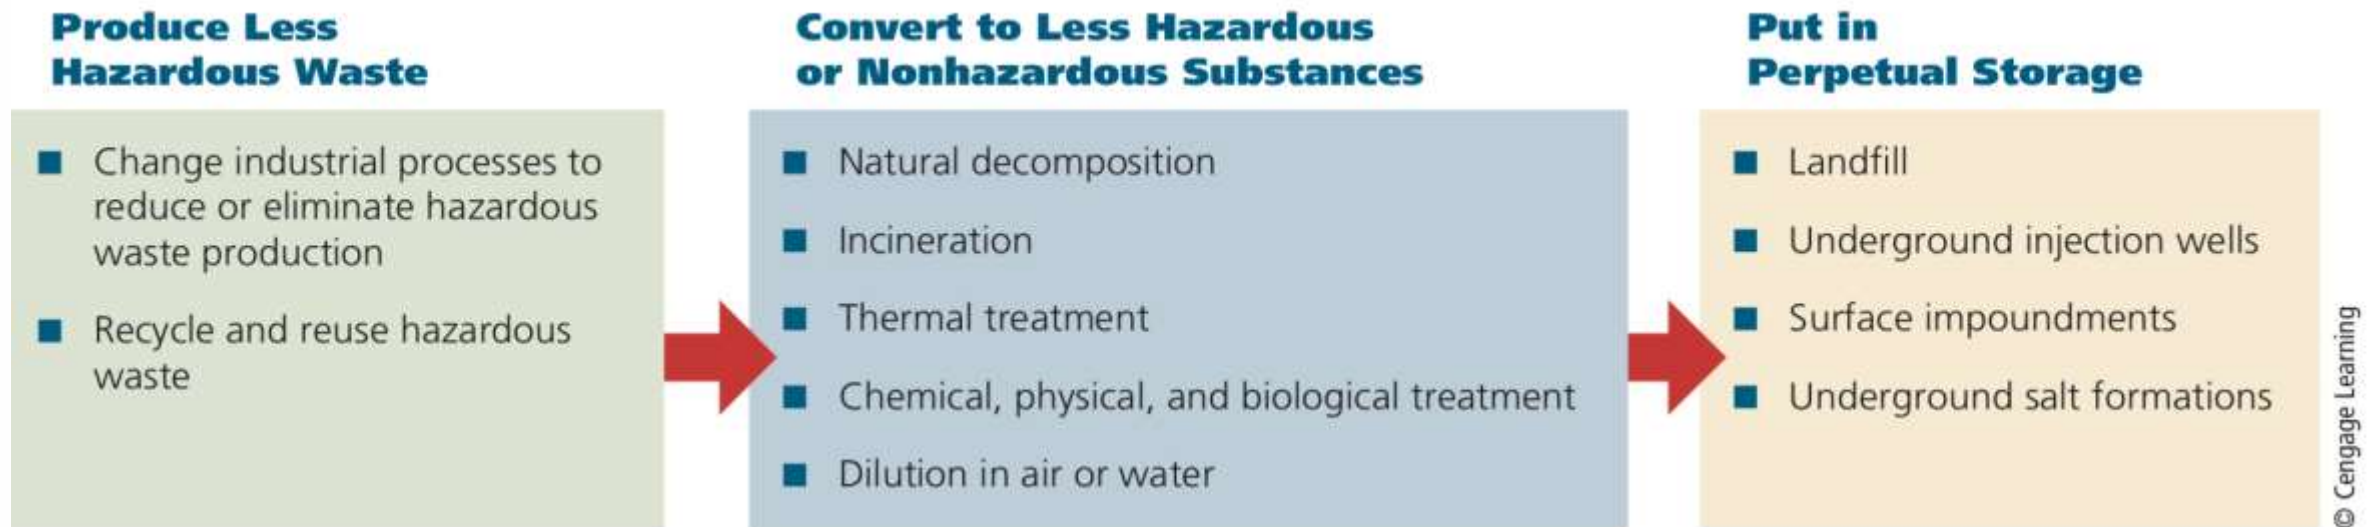 Produce Less
Hazardous Waste
■ Change industrial processes to
reduce or eliminate hazardous
waste production
■ Recycle and reuse hazardous
waste
Convert to Less Hazardous
or Nonhazardous Substances
■ Natural decomposition
■ Incineration
■ Thermal treatment
■ Chemical, physical, and biological treatment
■ Dilution in air or water
Put in
Perpetual Storage
■ Landfill
■ Underground injection wells
■ Surface impoundments
■ Underground salt formations
© Cengage Learning